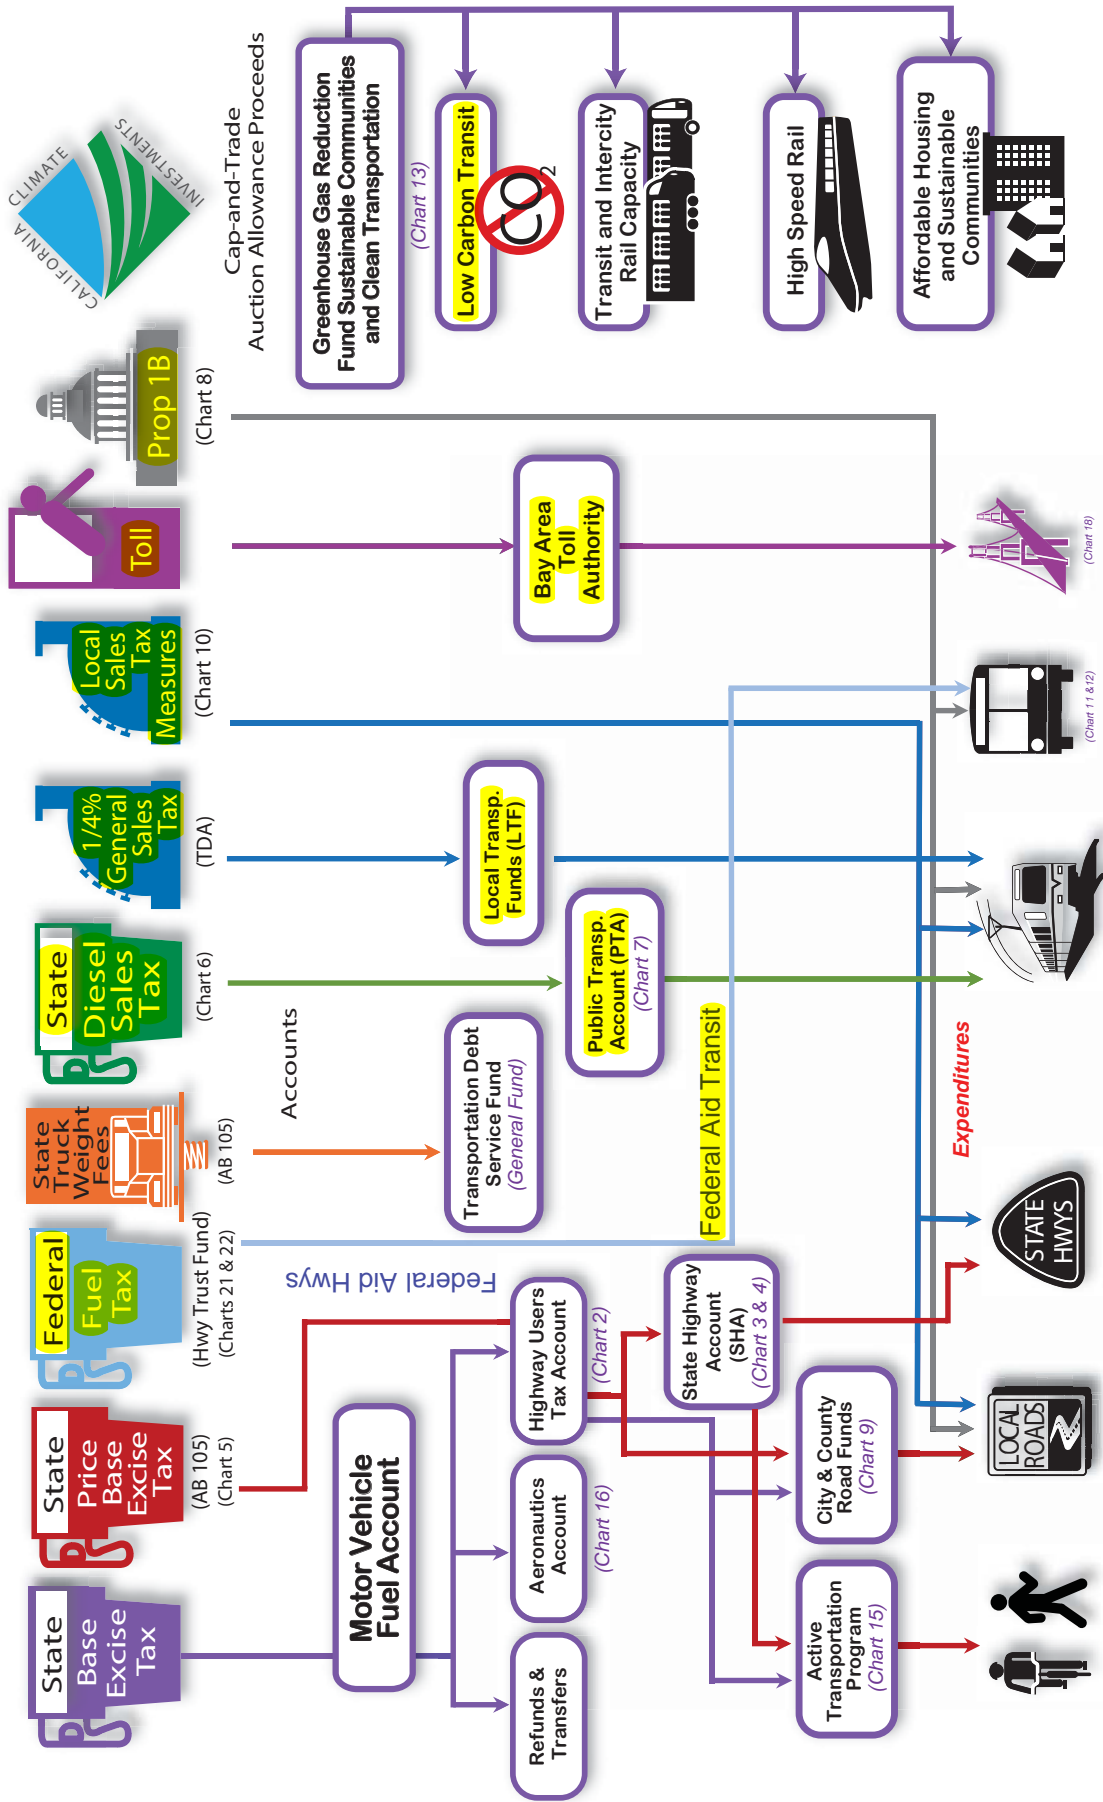 State
Base
Excise
Tax
State
Price
Base
Excise
Tax
(AB 105)
(Chart 5)
Federal
Fuel
Tax
(Hwy Trust Fund)
(Charts 21 & 22)
State
Truck
Weight
Fees
(AB 105)
State
Diesel
Sales
Tax
(Chart 6)
1/4%
General
Sales
Tax
(TDA)
Local
Sales
Tax
Measures
(Chart 10)
Toll
Prop 1B
(Chart 8)
CALIFORNIA
CLIMATE
INVESTMENTS
Cap-and-Trade
Auction Allowance Proceeds
Accounts
Motor Vehicle
Fuel Account
Federal Aid Hwys
Greenhouse Gas Reduction
Fund Sustainable Communities
and Clean Transportation
(Chart 13)
Refunds &
Transfers
Aeronautics
Account
(Chart 16)
Highway Users
Tax Account
(Chart 2)
Transportation Debt
Service Fund
(General Fund)
Public Transp.
Account (PTA)
(Chart 7)
Local Transp.
Funds (LTF)
Bay Area
Toll
Authority
Low Carbon Transit
CO2
Transit and Intercity
Rail Capacity
State Highway
Account
(SHA)
(Chart 3 & 4)
Federal Aid Transit
Active
Transportation
Program
(Chart 15)
City & County
Road Funds
(Chart 9)
High Speed Rail
Affordable Housing
and Sustainable
Communities
Expenditures
LOCAL
ROADS
STATE
HWYS
(Chart 11 &12)
(Chart 18)